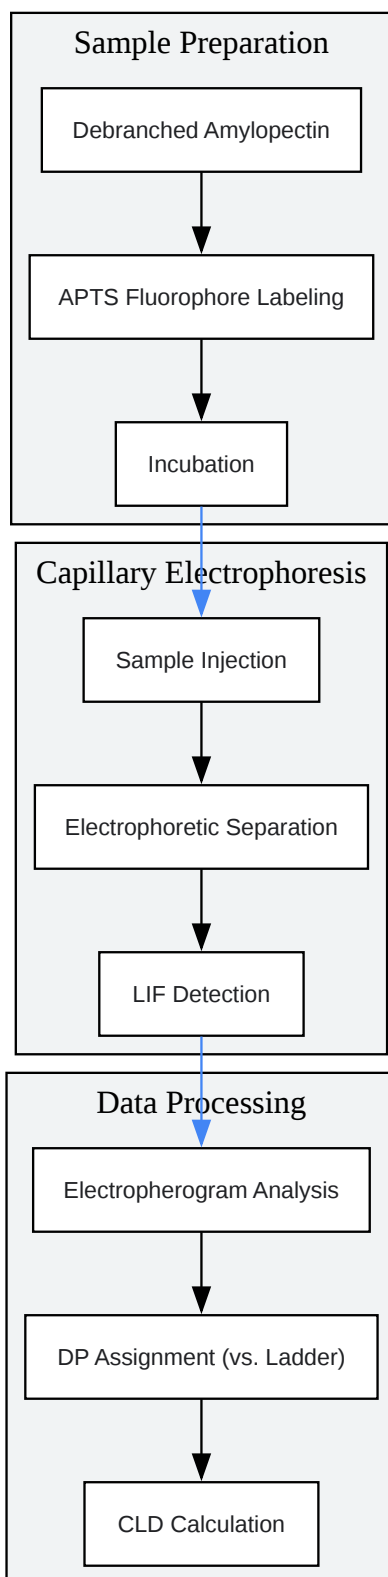 Sample Preparation
Debranched Amylopectin
APTS Fluorophore Labeling
Incubation
Capillary Electrophoresis
Sample Injection
Electrophoretic Separation
LIF Detection
Data Processing
Electropherogram Analysis
DP Assignment (vs. Ladder)
CLD Calculation